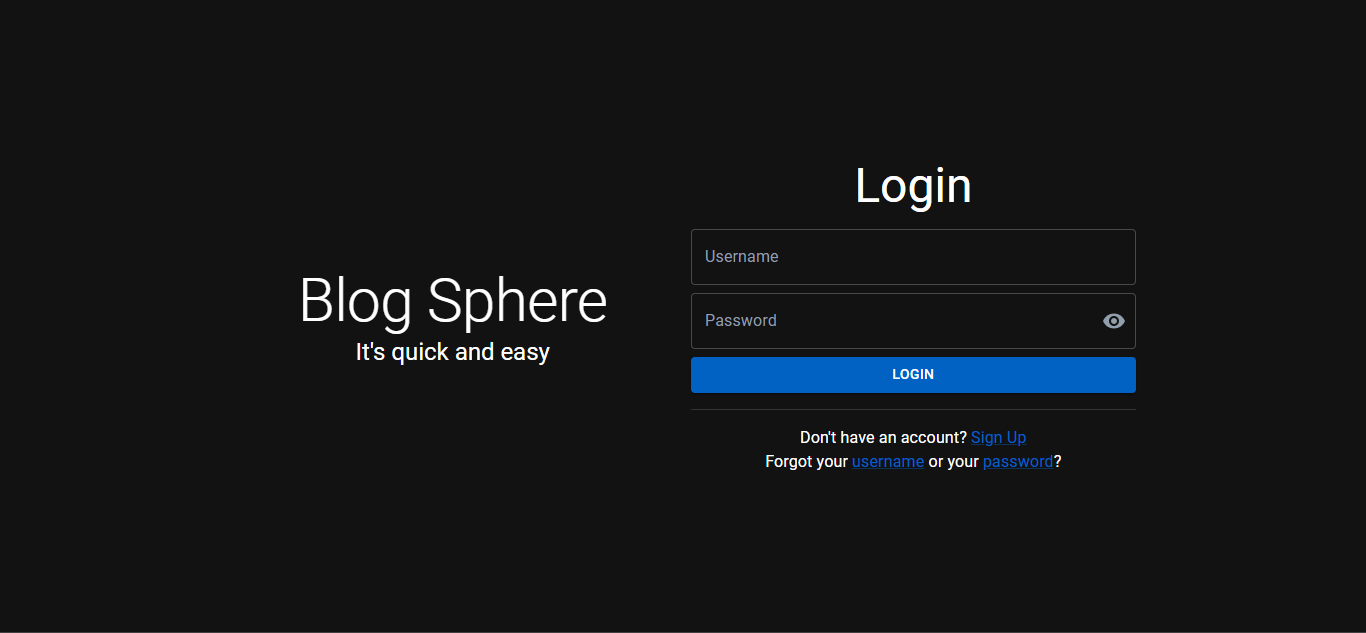 Blog Sphere
It's quick and easy
Login
Username
Password
LOGIN
Don't have an account? Sign Up
Forgot your username or your password?